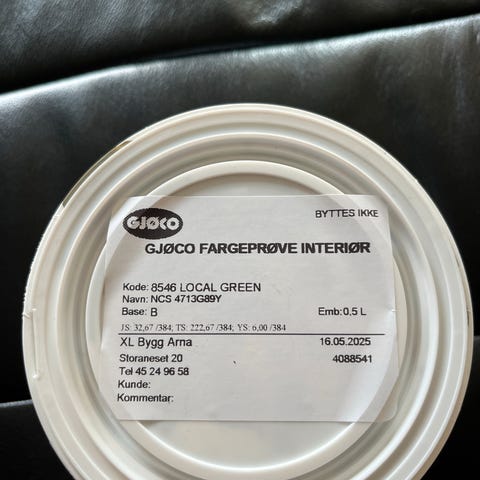 GJØCO
BYTTES IKKE
GJØCO FARGEPRØVE INTERIØR
Kode: 8546 LOCAL GREEN
Navn: NCS 4713G89Y
Base: B Emb: 0,5 L
JS: 32,67 /384; TS: 222,67 /384; YS: 6,00 /384
XL Bygg Arna 16.05.2025
Storaneset 20 4088541
Tel 45 24 96 58
Kunde:
Kommentar: